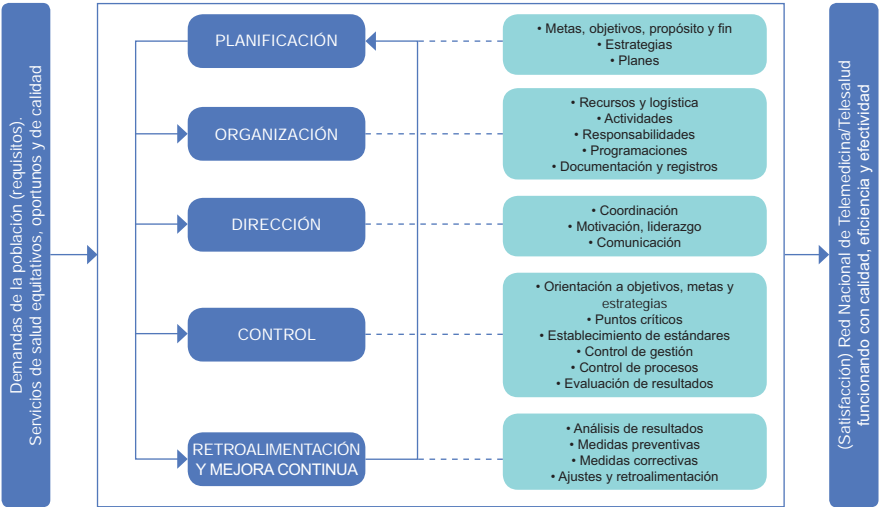 Demandas de la población (requisitos).
Servicios de salud equitativos, oportunos y de calidad
PLANIFICACIÓN
• Metas, objetivos, propósito y fin
• Estrategias
• Planes
ORGANIZACIÓN
• Recursos y logística
• Actividades
• Responsabilidades
• Programaciones
• Documentación y registros
DIRECCIÓN
• Coordinación
• Motivación, liderazgo
• Comunicación
CONTROL
• Orientación a objetivos, metas y
estrategias
• Puntos críticos
• Establecimiento de estándares
• Control de gestión
• Control de procesos
• Evaluación de resultados
RETROALIMENTACIÓN
Y MEJORA CONTINUA
• Análisis de resultados
• Medidas preventivas
• Medidas correctivas
• Ajustes y retroalimentación
(Satisfacción) Red Nacional de Telemedicina/Telesalud
funcionando con calidad, eficiencia y efectividad